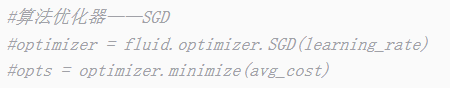 #算法优化器——SGD
#optimizer = fluid.optimizer.SGD(learning_rate)
#opts = optimizer.minimize(avg_cost)